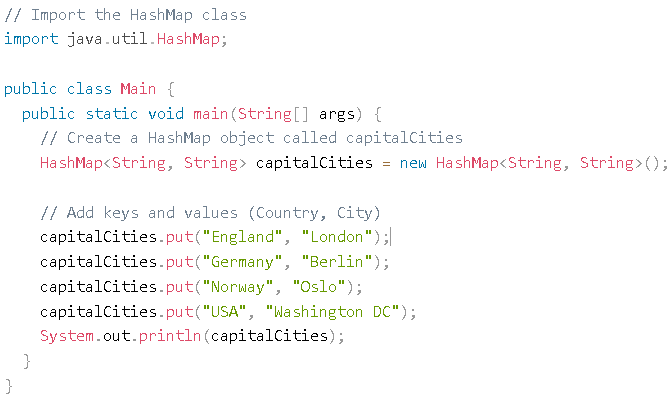 // Import the HashMap class
import java.util.HashMap;

public class Main {
  public static void main(String[] args) {
    // Create a HashMap object called capitalCities
    HashMap<String, String> capitalCities = new HashMap<String, String>();

    // Add keys and values (Country, City)
    capitalCities.put("England", "London");
    capitalCities.put("Germany", "Berlin");
    capitalCities.put("Norway", "Oslo");
    capitalCities.put("USA", "Washington DC");
    System.out.println(capitalCities);
  }
}